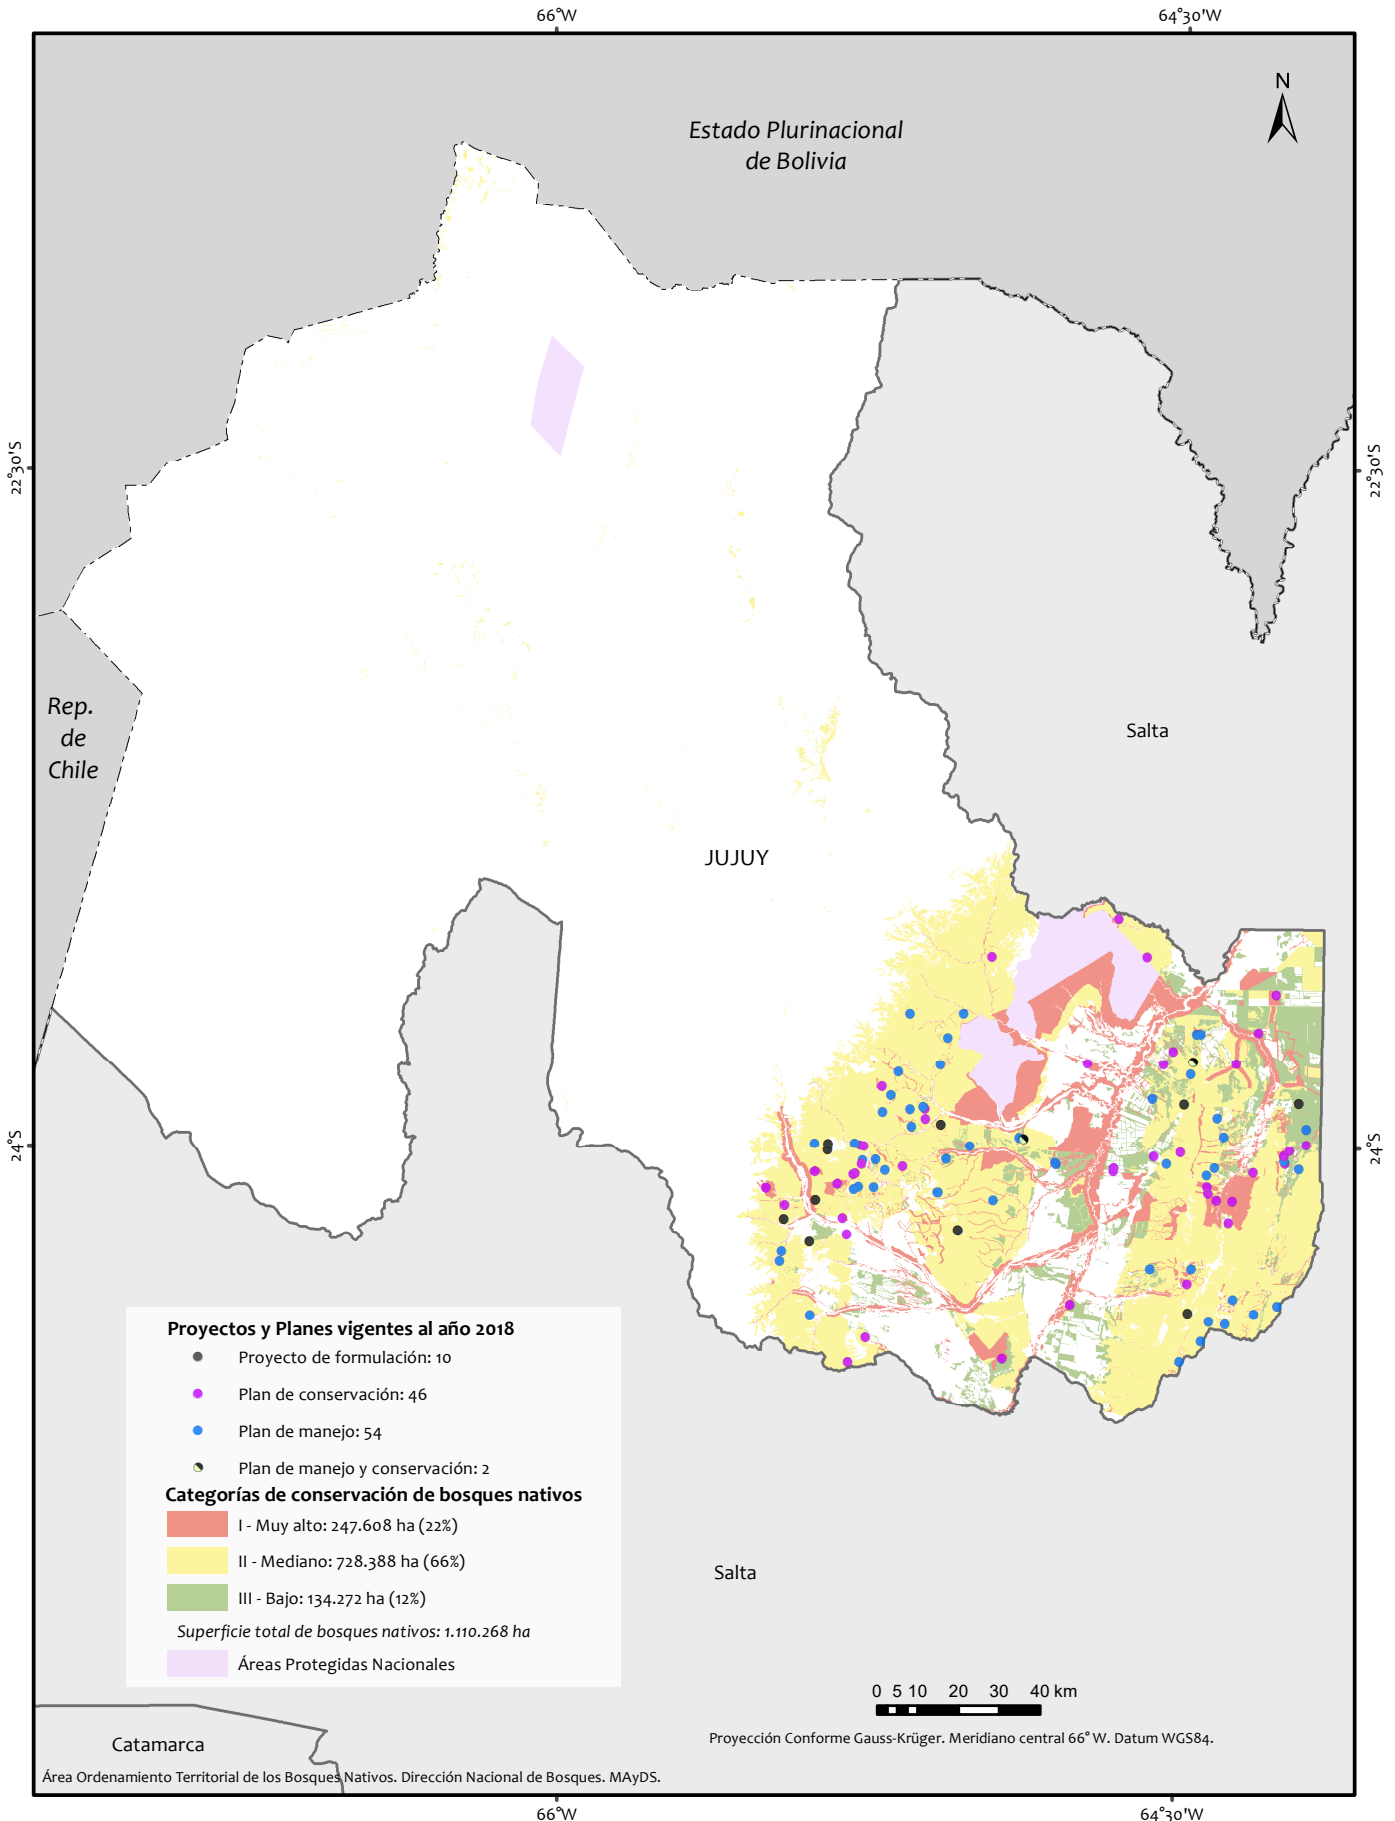 66°W
64°30'W
N
Estado Plurinacional
de Bolivia
22°30'S
22°30'S
Rep.
de
Chile
Salta
JUJUY
24°S
24°S
Proyectos y Planes vigentes al año 2018
Proyecto de formulación: 10
Plan de conservación: 46
Plan de manejo: 54
Plan de manejo y conservación: 2
Categorías de conservación de bosques nativos
I - Muy alto: 247.608 ha (22%)
II - Mediano: 728.388 ha (66%)
III - Bajo: 134.272 ha (12%)
Superficie total de bosques nativos: 1.110.268 ha
Áreas Protegidas Nacionales
Salta
0 5 10 20 30 40 km
Proyección Conforme Gauss-Krüger. Meridiano central 66° W. Datum WGS84.
Catamarca
Área Ordenamiento Territorial de los Bosques Nativos. Dirección Nacional de Bosques. MAyDS.
66°W
64°30'W